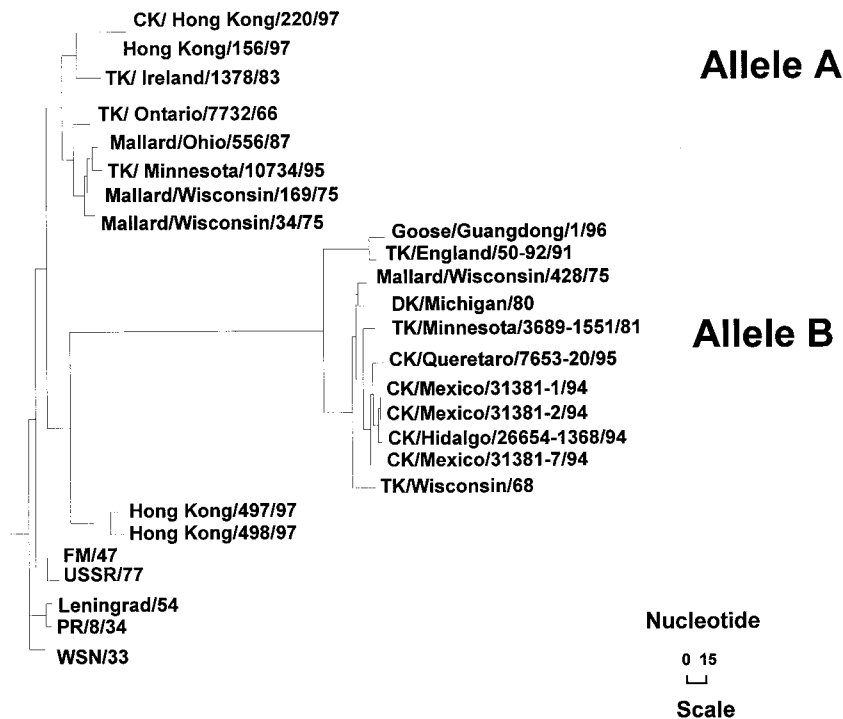 CK/ Hong Kong/220/97
Hong Kong/156/97
Allele A
TK/ Ireland/1378/83
TK/ Ontario/7732/66
Mallard/Ohio/556/87
TK/ Minnesota/10734/95
Mallard/Wisconsin/169/75
Mallard/Wisconsin/34/75
Goose/Guangdong/1/96
TK/England/50-92/91
Mallard/Wisconsin/428/75
DK/Michigan/80
TK/Minnesota/3689-1551/81
Allele B
CK/Queretaro/7653-20/95
CK/Mexico/31381-1/94
CK/Mexico/31381-2/94
CK/Hidalgo/26654-1368/94
CK/Mexico/31381-7/94
TK/Wisconsin/68
Hong Kong/497/97
Hong Kong/498/97
FM/47
USSR/77
Leningrad/54
PR/8/34
WSN/33
Nucleotide
0 15
Scale